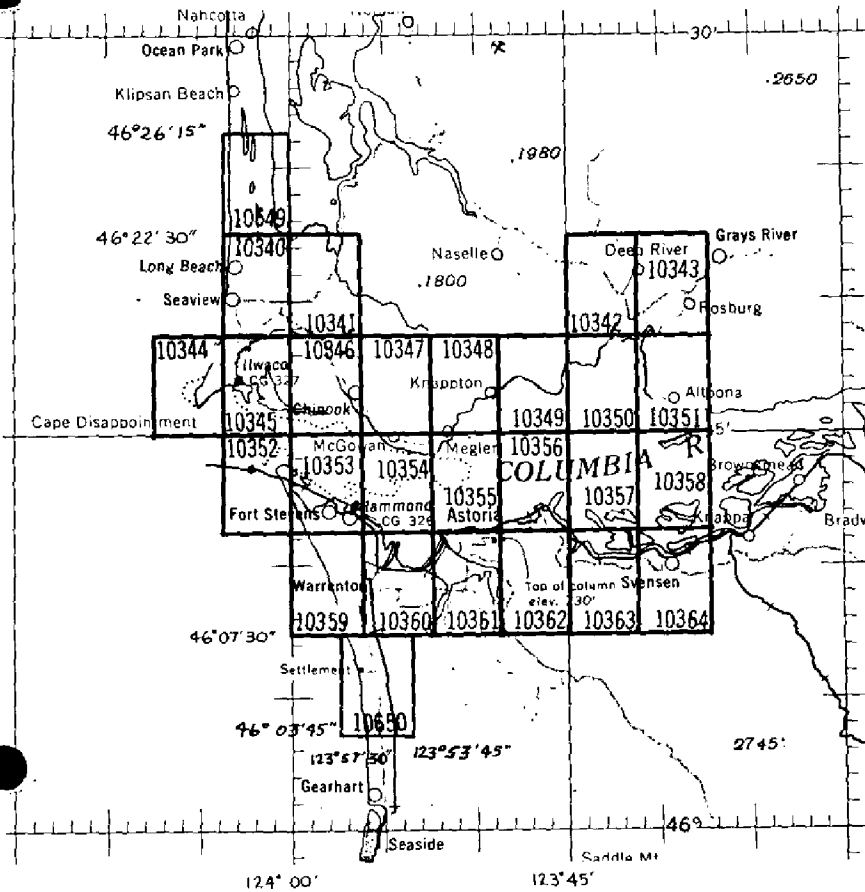 Nahcotta
Ocean Park
30'
Klipsan Beach
.2650
46°26'15"
.1980
10649
46°22'30"
10340
Naselle
Deep River
Grays River
Long Beach
10343
.1800
Seaview
Rosburg
10341
10342
10344
10346
10347
10348
Ilwaco
CG 327
Knappton
Chinook
Altoona
Cape Disappointment
10345
10349
10350
10351
5'
10352
McGowan
Megler
10356
10353
10354
COLUMBIA R
Brownsmead
10355
10357
10358
Fort Stevens
Hammond
CG 326
Astoria
Knappa
Bradw
Warrenton
Top of column
elev. 30'
Svensen
10359
10360
10361
10362
10363
10364
46°07'30"
Settlement
10650
46°03'45"
123°57'30"
123°53'45"
2745
Gearhart
46°
Seaside
Saddle Mt
124°00'
123°45'